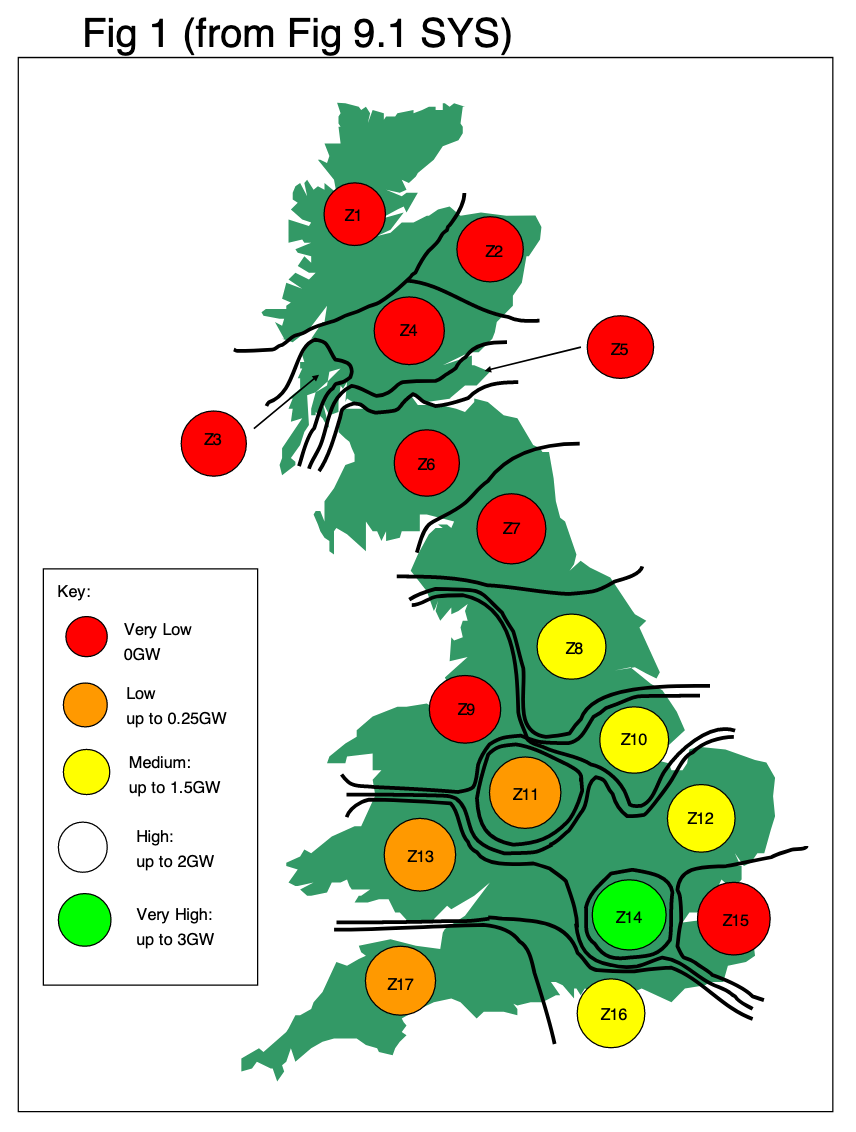 Fig 1 (from Fig 9.1 SYS)
Z1
Z2
Z4
Z5
Z3
Z6
Z7
Key:
Very Low
0GW
Low
up to 0.25GW
Medium:
up to 1.5GW
High:
up to 2GW
Very High:
up to 3GW
Z8
Z9
Z10
Z11
Z12
Z13
Z14
Z15
Z17
Z16